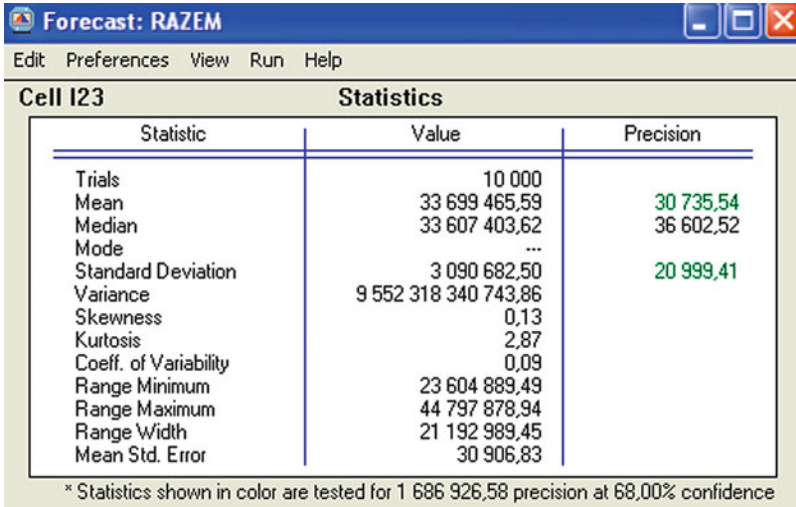 Forecast: RAZEM
Edit Preferences View Run Help
Cell I23 Statistics
Statistic Value Precision
Trials 10 000
Mean 33 699 465,59 30 735,54
Median 33 607 403,62 36 602,52
Mode ---
Standard Deviation 3 090 682,50 20 999,41
Variance 9 552 318 340 743,86
Skewness 0,13
Kurtosis 2,87
Coeff. of Variability 0,09
Range Minimum 23 604 889,49
Range Maximum 44 797 878,94
Range Width 21 192 989,45
Mean Std. Error 30 906,83
* Statistics shown in color are tested for 1 686 926,58 precision at 68,00% confidence